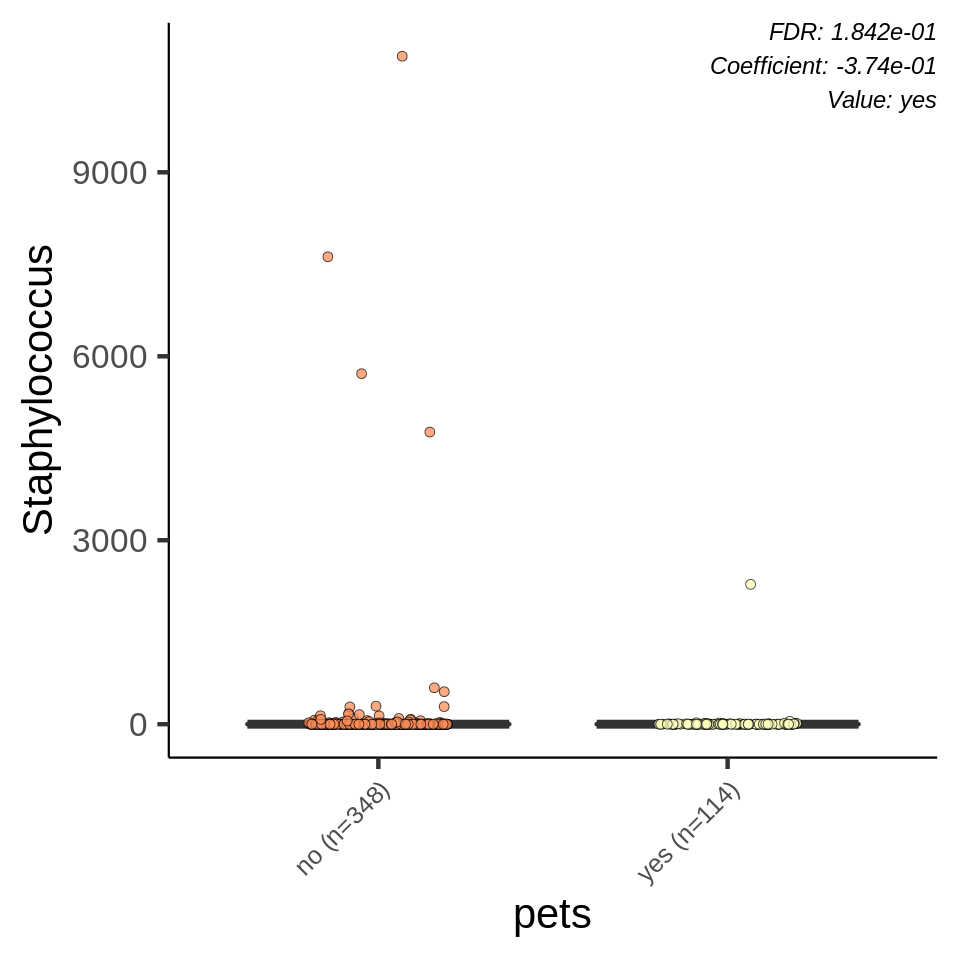 FDR: 1.842e-01
Coefficient: -3.74e-01
Value: yes
9000
6000
3000
0
Staphylococcus
no (n=348)
yes (n=114)
pets